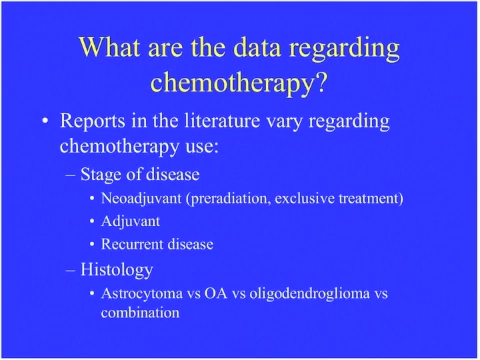 What are the data regarding
chemotherapy?
• Reports in the literature vary regarding
chemotherapy use:
– Stage of disease
• Neoadjuvant (preradiation, exclusive treatment)
• Adjuvant
• Recurrent disease
– Histology
• Astrocytoma vs OA vs oligodendroglioma vs
combination